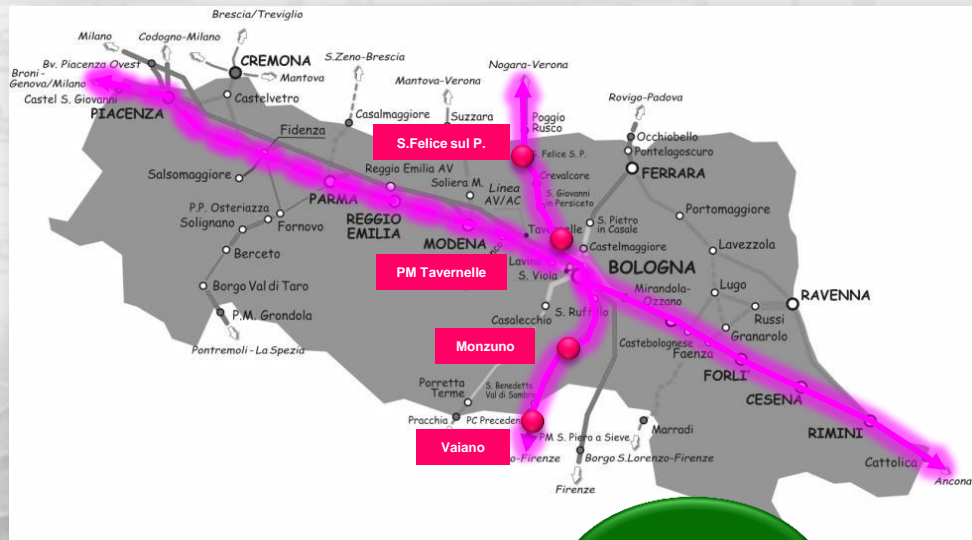 Brescia/Treviglio
Milano
Codogno-Milano
Bv. Piacenza Ovest
CREMONA
Mantova
S.Zeno-Brescia
Mantova-Verona
Nogara-Verona
Rovigo-Padova
Broni-
Genova/Milano
Castel S. Giovanni
PIACENZA
Castelvetro
Casalmaggiore
Suzzara
Poggio
Rusco
Occhiobello
Pontelagoscuro
Fidenza
S.Felice sul P.
S. Felice S. P.
FERRARA
Salsomaggiore
Reggio Emilia AV
Soliera M.
Linea
AV/AC
Crevalcore
S. Giovanni
in Persiceto
PARMA
P.P. Osteriazza
Solignano
Fornovo
REGGIO
EMILIA
MODENA
S. Pietro
in Casale
Castelmaggiore
Portomaggiore
Lavezzola
Berceto
PM Tavernelle
Lavino
S. Viola
BOLOGNA
Borgo Val di Taro
Mirandola-
Ozzano
Lugo
RAVENNA
P.M. Grondola
Casalecchio
S. Ruffillo
Russi
Granarolo
Castebolognese
Faenza
Pontremoli - La Spezia
Monzuno
FORLI'
CESENA
Porretta
Terme
S. Benedetto
Val di Sambro
Pracchia
Marradi
RIMINI
Vaiano
PM S. Piero a Sieve
Borgo S.Lorenzo-Firenze
Cattolica
Ancona
Firenze